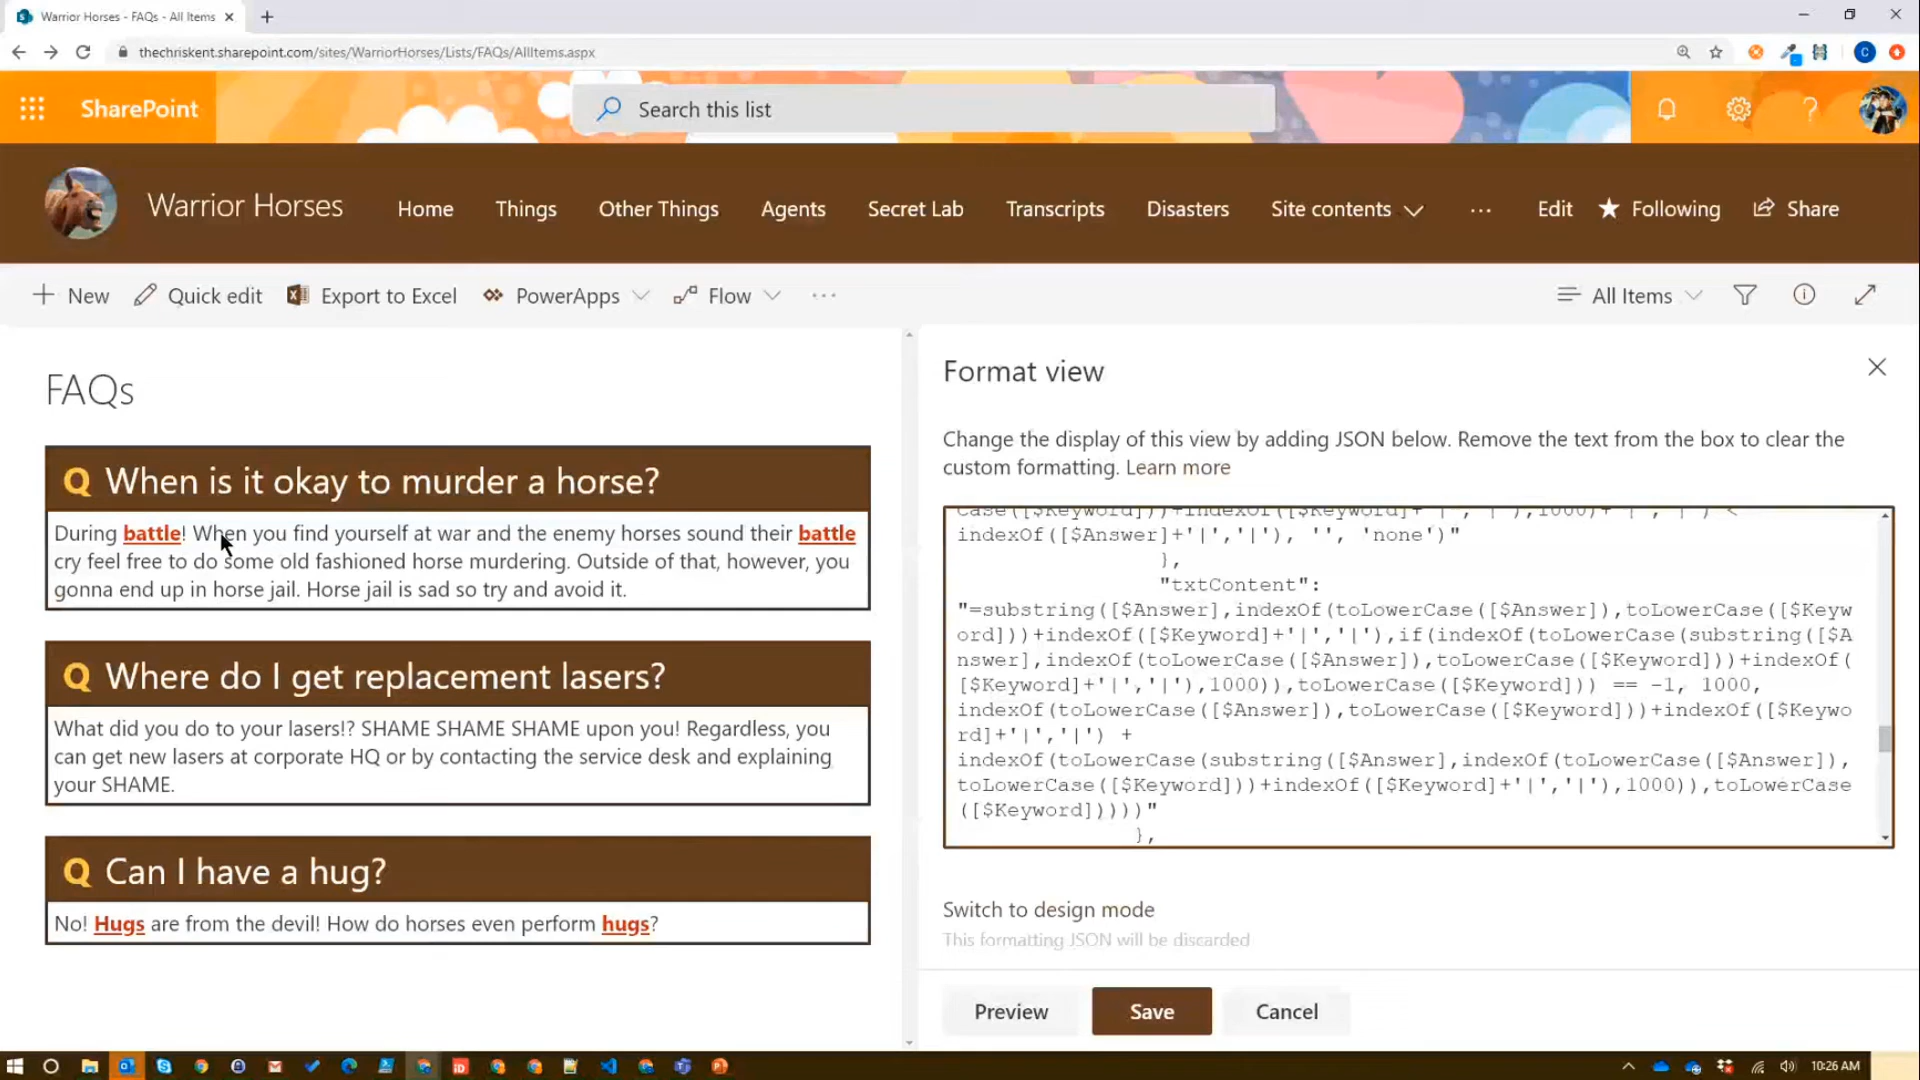 Warrior Horses - FAQs - All Items
thechriskent.sharepoint.com/sites/WarriorHorses/Lists/FAQs/AllItems.aspx
C
SharePoint
Search this list
?
Warrior Horses
Home
Things
Other Things
Agents
Secret Lab
Transcripts
Disasters
Site contents
···
Edit
Following
Share
New
Quick edit
Export to Excel
PowerApps
Flow
···
All Items
FAQs
Q When is it okay to murder a horse?
During battle! When you find yourself at war and the enemy horses sound their battle
cry feel free to do some old fashioned horse murdering. Outside of that, however, you
gonna end up in horse jail. Horse jail is sad so try and avoid it.
Q Where do I get replacement lasers?
What did you do to your lasers!? SHAME SHAME SHAME upon you! Regardless, you
can get new lasers at corporate HQ or by contacting the service desk and explaining
your SHAME.
Q Can I have a hug?
No! Hugs are from the devil! How do horses even perform hugs?
Format view
Change the display of this view by adding JSON below. Remove the text from the box to clear the
custom formatting. Learn more
Case([$Keyword]))+indexOf([$Keyword]+'|','|'),1000)+'|','|') <
indexOf([$Answer]+'|','|'), '', 'none')"
},
"txtContent":
"=substring([$Answer],indexOf(toLowerCase([$Answer]),toLowerCase([$Keyw
ord]))+indexOf([$Keyword]+'|','|'),if(indexOf(toLowerCase(substring([$A
nswer],indexOf(toLowerCase([$Answer]),toLowerCase([$Keyword]))+indexOf(
[$Keyword]+'|','|'),1000)),toLowerCase([$Keyword])) == -1, 1000,
indexOf(toLowerCase([$Answer]),toLowerCase([$Keyword]))+indexOf([$Keywo
rd]+'|','|') +
indexOf(toLowerCase(substring([$Answer],indexOf(toLowerCase([$Answer]),
toLowerCase([$Keyword]))+indexOf([$Keyword]+'|','|'),1000)),toLowerCase
([$Keyword]))))"
},
Switch to design mode
This formatting JSON will be discarded
Preview
Save
Cancel
10:26 AM